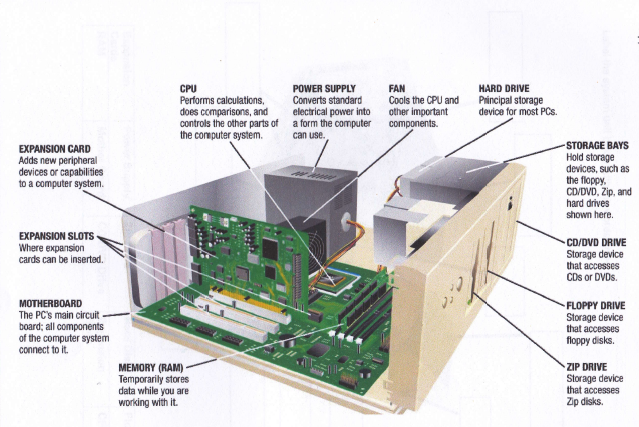 CPU
Performs calculations,
does comparisons, and
controls the other parts of
the computer system.
POWER SUPPLY
Converts standard
electrical power into
a form the computer
can use.
FAN
Cools the CPU and
other important
components.
HARD DRIVE
Principal storage
device for most PCs.
EXPANSION CARD
Adds new peripheral
devices or capabilities
to a computer system.
STORAGE BAYS
Hold storage
devices, such as
the floppy,
CD/DVD, Zip, and
hard drives
shown here.
EXPANSION SLOTS
Where expansion
cards can be inserted.
CD/DVD DRIVE
Storage device
that accesses
CDs or DVDs.
MOTHERBOARD
The PC's main circuit
board; all components
of the computer system
connect to it.
FLOPPY DRIVE
Storage device
that accesses
floppy disks.
MEMORY (RAM)
Temporarily stores
data while you are
working with it.
ZIP DRIVE
Storage device
that accesses
Zip disks.